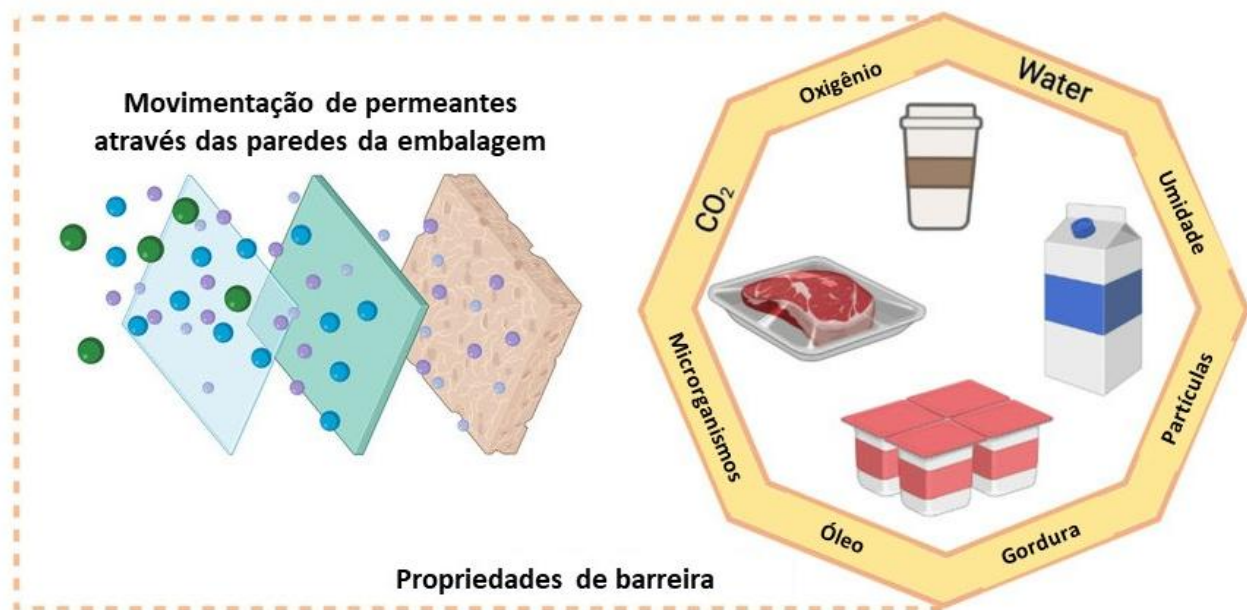 Movimentação de permeantes
através das paredes da embalagem
Oxigênio
Water
Umidade
Partículas
Gordura
Óleo
Microrganismos
CO₂
Propriedades de barreira